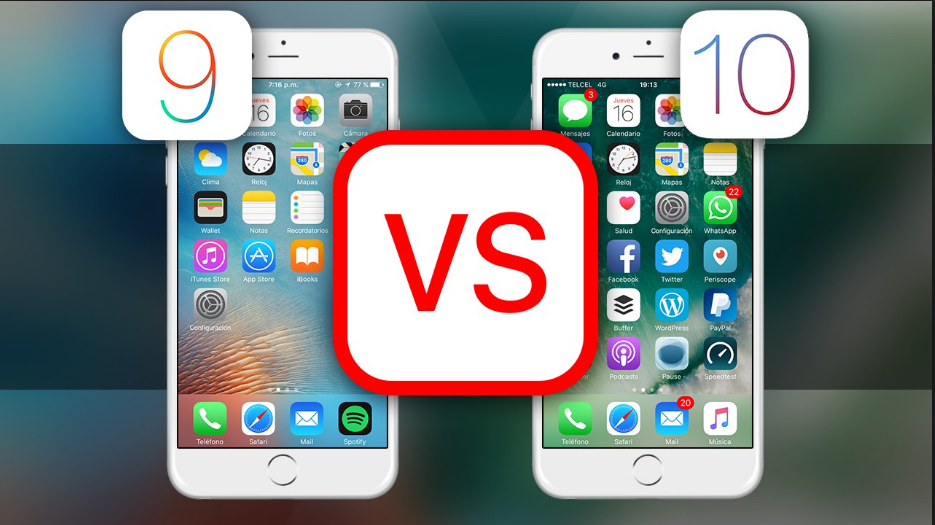 9
7:16 p.m. 77 %
Jueves
16
Calendario Fotos Cámara
Clima Reloj Mapas
280
Wallet Notas Recordatorios
iTunes Store App Store iBooks
Configuración
Teléfono Safari Mail Spotify
VS
10
TELCEL 4G 19:13
3
Jueves
16
Mensajes Calendario Fotos
280
Reloj Mapas Notas
22
Salud Configuración WhatsApp
Facebook Twitter Periscope
Buffer WordPress PayPal
Podcasts Pause Speedtest
20
Teléfono Safari Mail Música